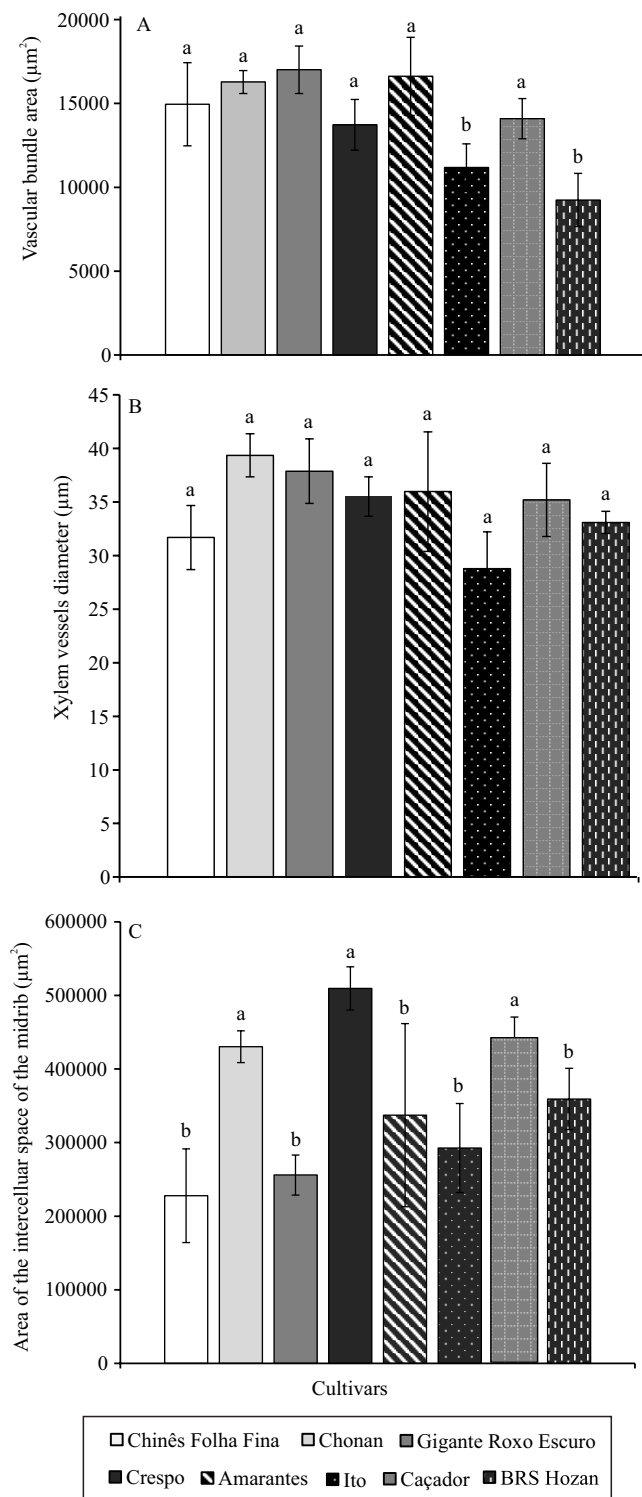 A
Vascular bundle area (µm²)
20000
15000
10000
5000
0
a a a a a b a b
B
Xylem vessels diameter (µm)
45
40
35
30
25
20
15
10
5
0
a a a a a a a a
C
Area of the intercelluar space of the midrib (µm²)
600000
500000
400000
300000
200000
100000
0
b a b a b b a b
Cultivars
Chinês Folha Fina Chonan Gigante Roxo Escuro
Crespo Amarantes Ito Caçador BRS Hozan